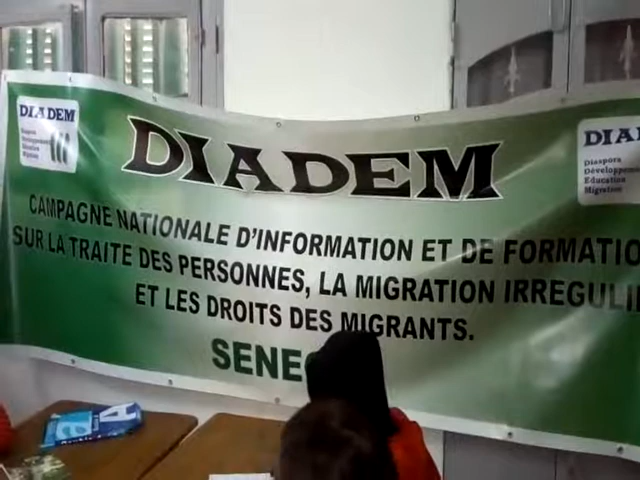 DIADEM
DIADEM
Diaspora
Développement
Education
Migration
CAMPAGNE NATIONALE D'INFORMATION ET DE FORMATIO
SUR LA TRAITE DES PERSONNES, LA MIGRATION IRREGULI
ET LES DROITS DES MIGRANTS.
SENE